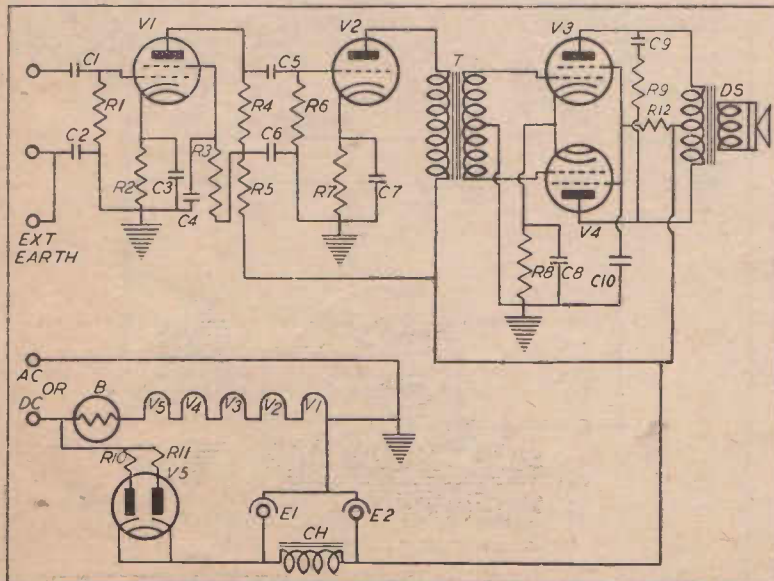 V1
V2
V3
C1
C5
T
C9
R1
R4
R6
R9
DS
R12
C2
C6
R2
C3
R3
C4
R5
R7
C7
V4
R8
C8
C10
EXT
EARTH
AC
OR
DC
B
V5
V4
V3
V2
V1
R10
R11
V5
E1
E2
CH